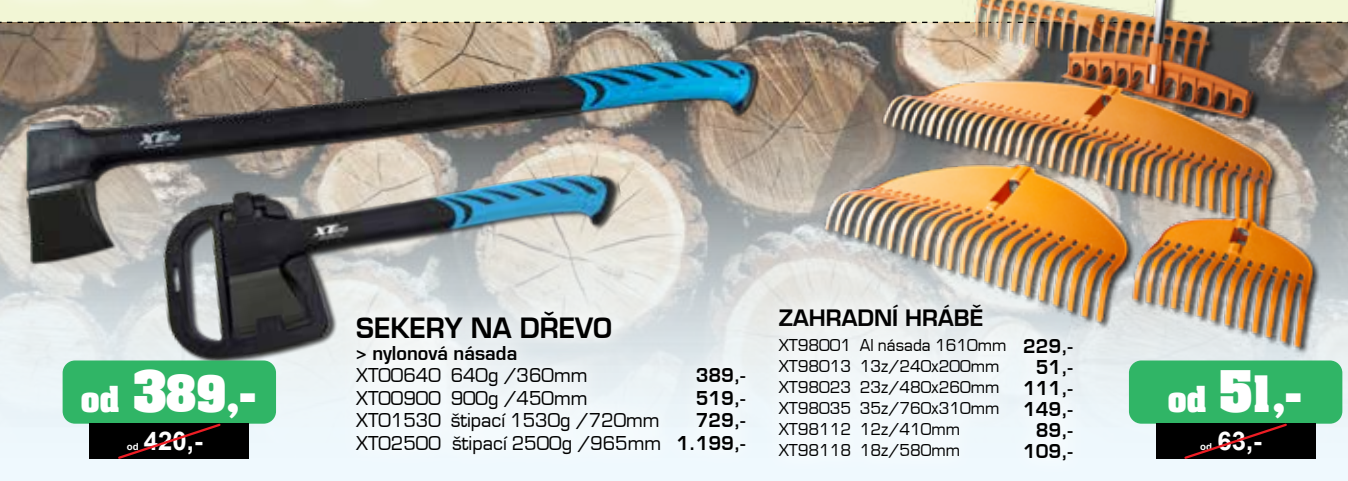 XTline
XTline
SEKERY NA DŘEVO
> nylonová násada
XT00640 640g /360mm 389,-
XT00900 900g /450mm 519,-
XT01530 štipací 1530g /720mm 729,-
XT02500 štipací 2500g /965mm 1.199,-
od 389,-
od 420,-
ZAHRADNÍ HRÁBĚ
XT98001 Al násada 1610mm 229,-
XT98013 13z/240x200mm 51,-
XT98023 23z/480x260mm 111,-
XT98035 35z/760x310mm 149,-
XT98112 12z/410mm 89,-
XT98118 18z/580mm 109,-
od 51,-
od 63,-